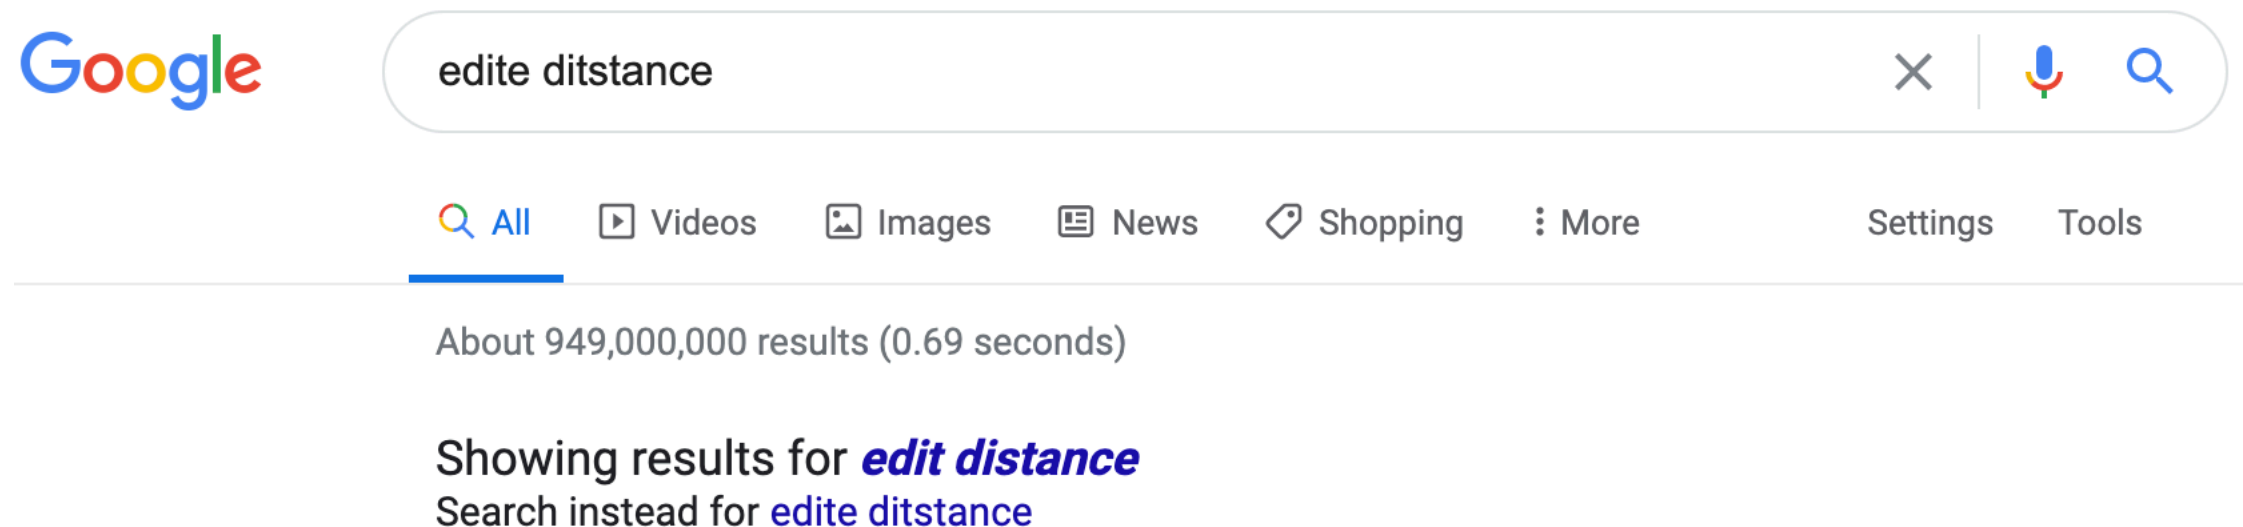 Google edite ditstance
All Videos Images News Shopping More Settings Tools
About 949,000,000 results (0.69 seconds)
Showing results for edit distance
Search instead for edite ditstance